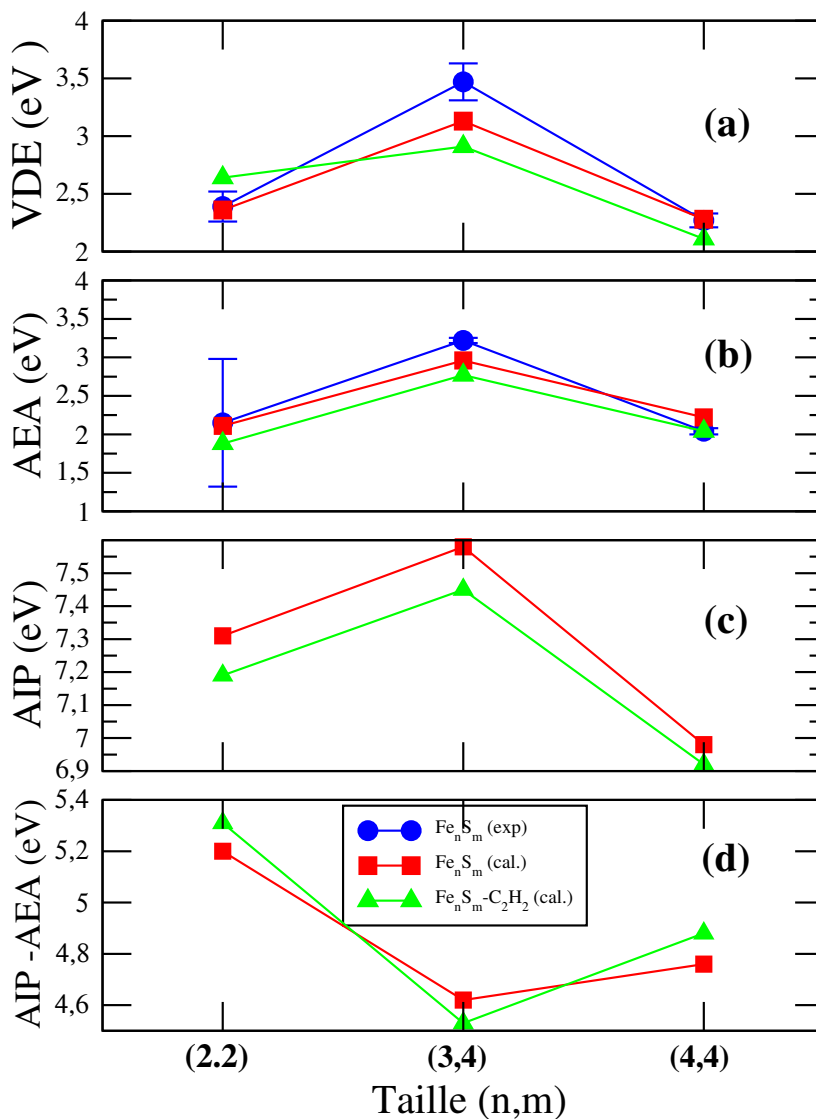 4
3,5
3
2,5
2
VDE (eV )
(a)
4
3,5
3
2,5
2
1,5
1
AEA (eV)
(b)
7,5
7,4
7,3
7,2
7,1
7
6,9
AIP (eV)
(c)
5,4
5,2
5
4,8
4,6
AIP -AEA (eV)
(d)
FenSm (exp)
FenSm (cal.)
FenSm-C2H2 (cal.)
(2.2) (3,4) (4,4)
Taille (n,m)